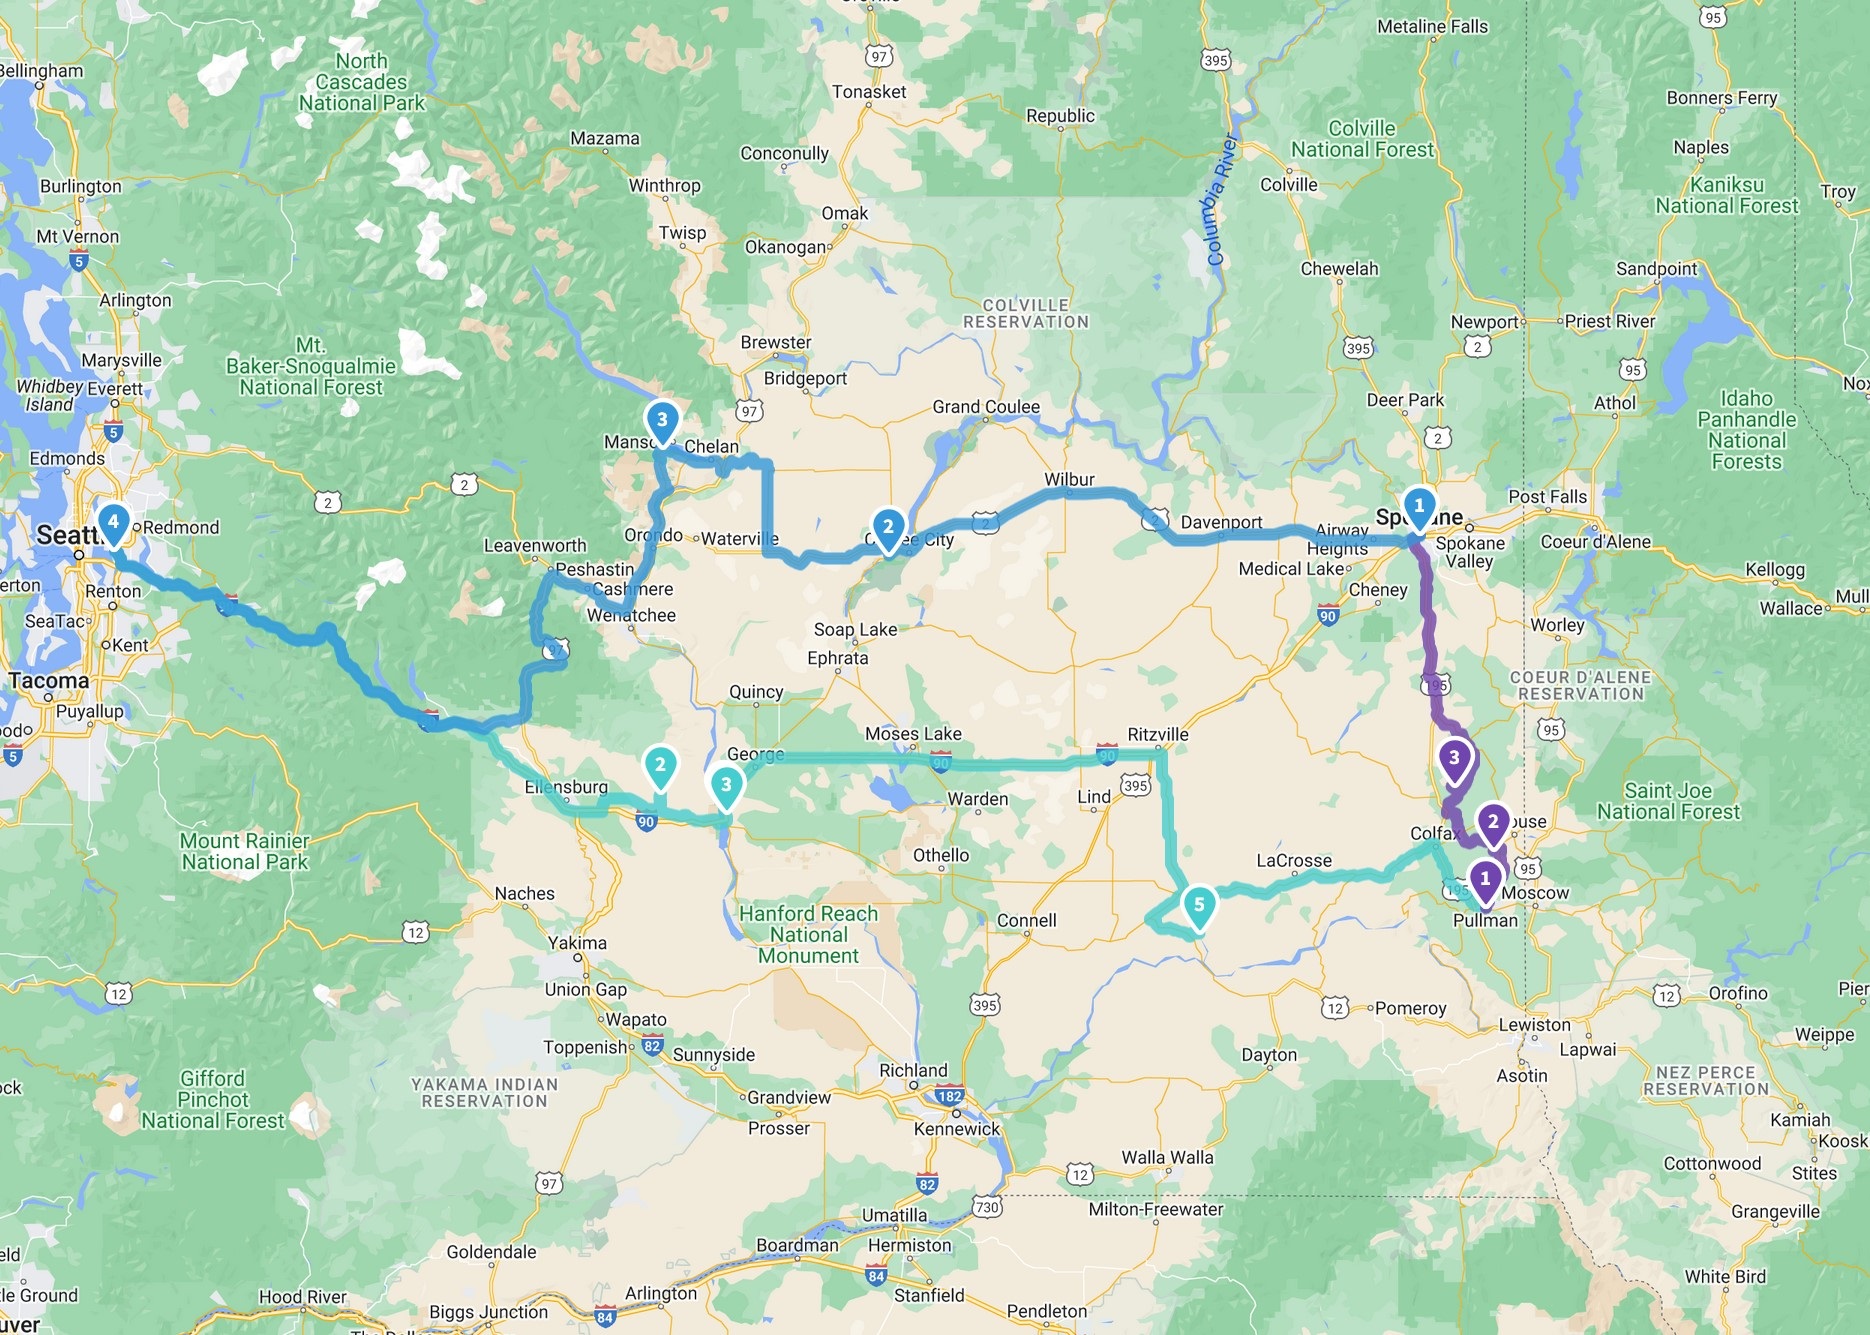 Metaline Falls
95
North
Cascades
National Park
97
395
Bellingham
Tonasket
Bonners Ferry
Republic
Colville
National Forest
Mazama
Conconully
Naples
Columbia River
Burlington
Winthrop
Colville
Kaniksu
National Forest
Troy
Omak
Mt Vernon
Twisp
Okanogan
5
Chewelah
Sandpoint
Arlington
COLVILLE
RESERVATION
Newport
Priest River
Mt.
Baker-Snoqualmie
National Forest
Brewster
395
2
Marysville
Whidbey
Island
Everett
Bridgeport
95
Deer Park
Athol
Idaho
Panhandle
National
Forests
97
Grand Coulee
3
5
Chelan
2
Edmonds
2
2
Wilbur
Post Falls
4
Redmond
2
2
2
1
Davenport
Airway
Heights
Orondo
Waterville
Leavenworth
Spokane
Valley
Coeur d'Alene
Peshastin
Cashmere
Medical Lake
Kellogg
Renton
Cheney
Wallace
Wenatchee
90
SeaTac
Soap Lake
Worley
Kent
97
Ephrata
Tacoma
Quincy
195
COEUR D'ALENE
RESERVATION
Puyallup
5
Moses Lake
Ritzville
95
George
90
90
2
3
3
395
Ellensburg
Warden
Lind
Saint Joe
National Forest
90
2
Mount Rainier
National Park
Colfax
Othello
LaCrosse
95
1
195
Naches
Moscow
Hanford Reach
National
Monument
Connell
5
Pullman
12
Yakima
12
Union Gap
395
12
Pomeroy
12
Orofino
Wapato
Lewiston
Weippe
Toppenish
82
Sunnyside
Lapwai
Dayton
Gifford
Pinchot
National Forest
YAKAMA INDIAN
RESERVATION
Richland
Asotin
NEZ PERCE
RESERVATION
182
Grandview
Prosser
Kennewick
Kamiah
Walla Walla
Cottonwood
Stites
97
82
12
730
Milton-Freewater
Grangeville
Umatilla
Goldendale
Boardman
Hermiston
84
White Bird
Hood River
Arlington
Stanfield
Biggs Junction
84
Pendleton